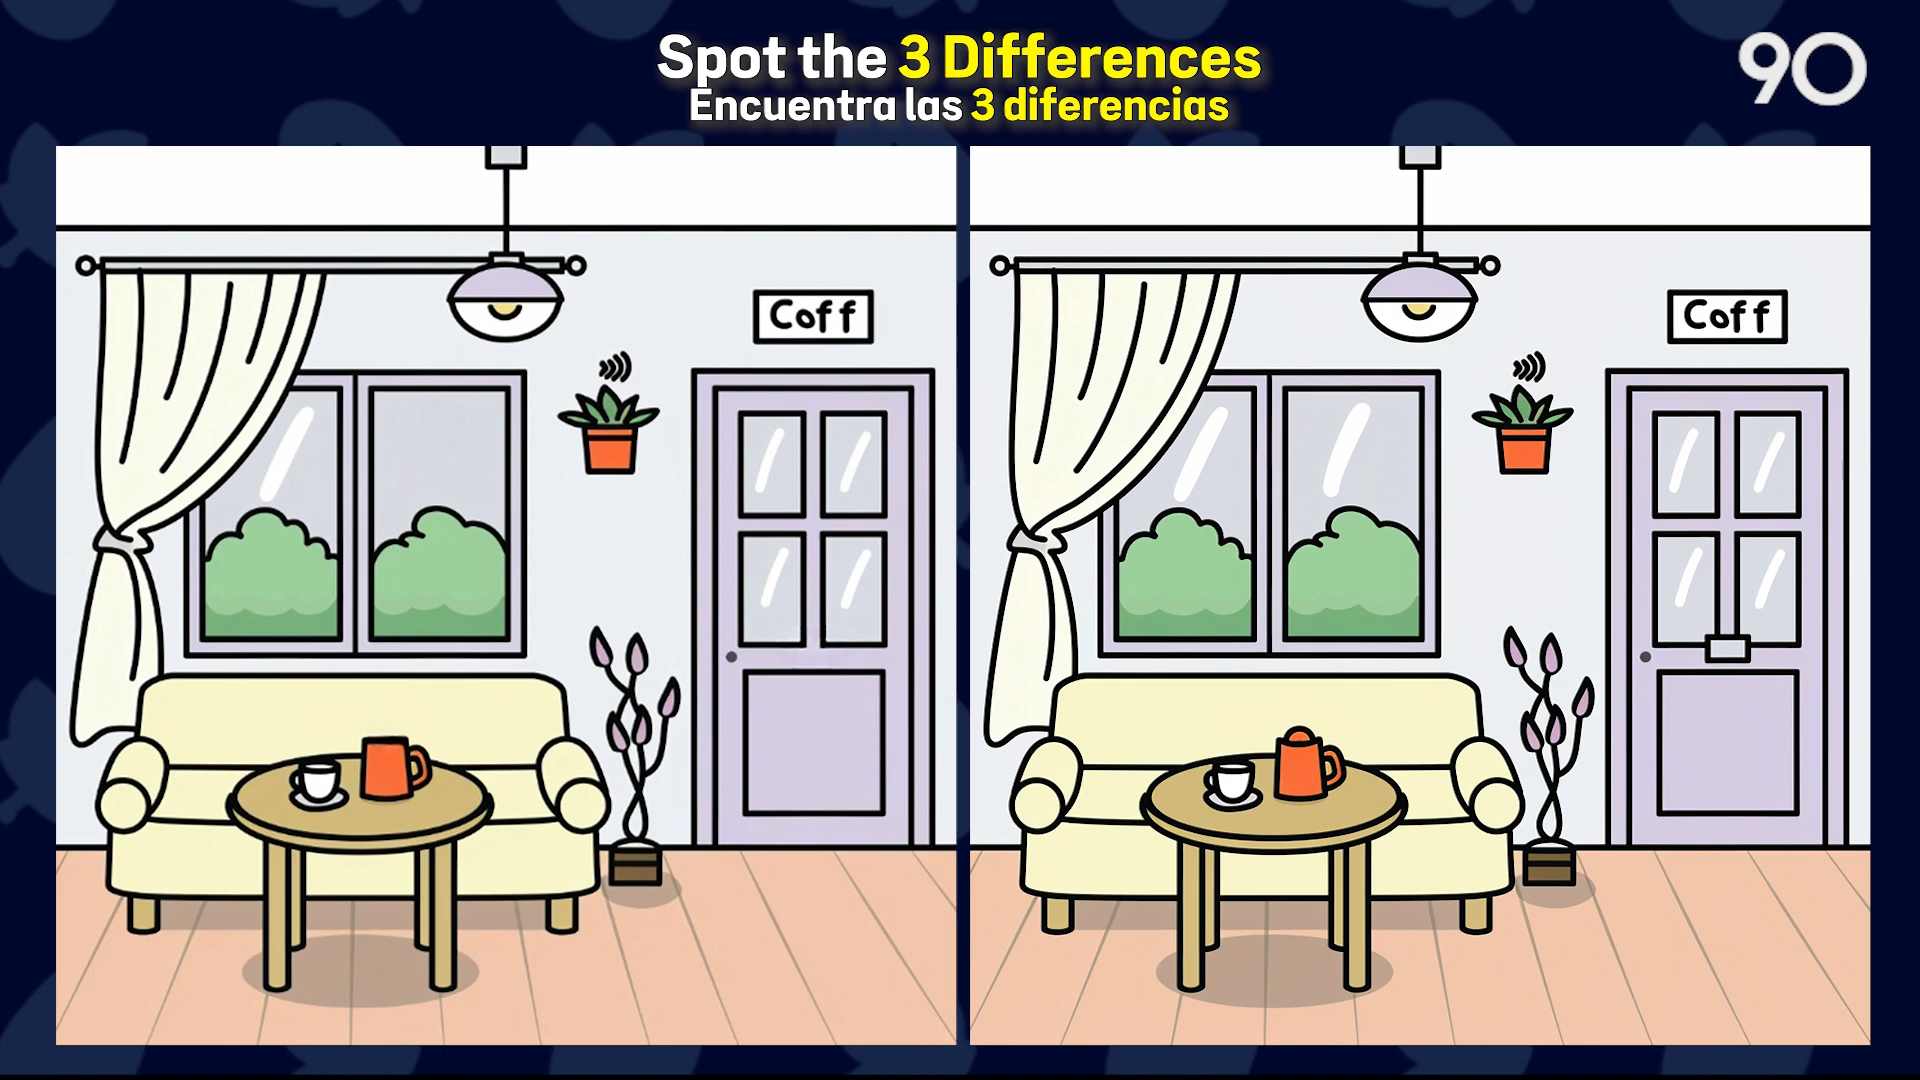 Spot the 3 Differences
Encuentra las 3 diferencias
90
Coff
Coff